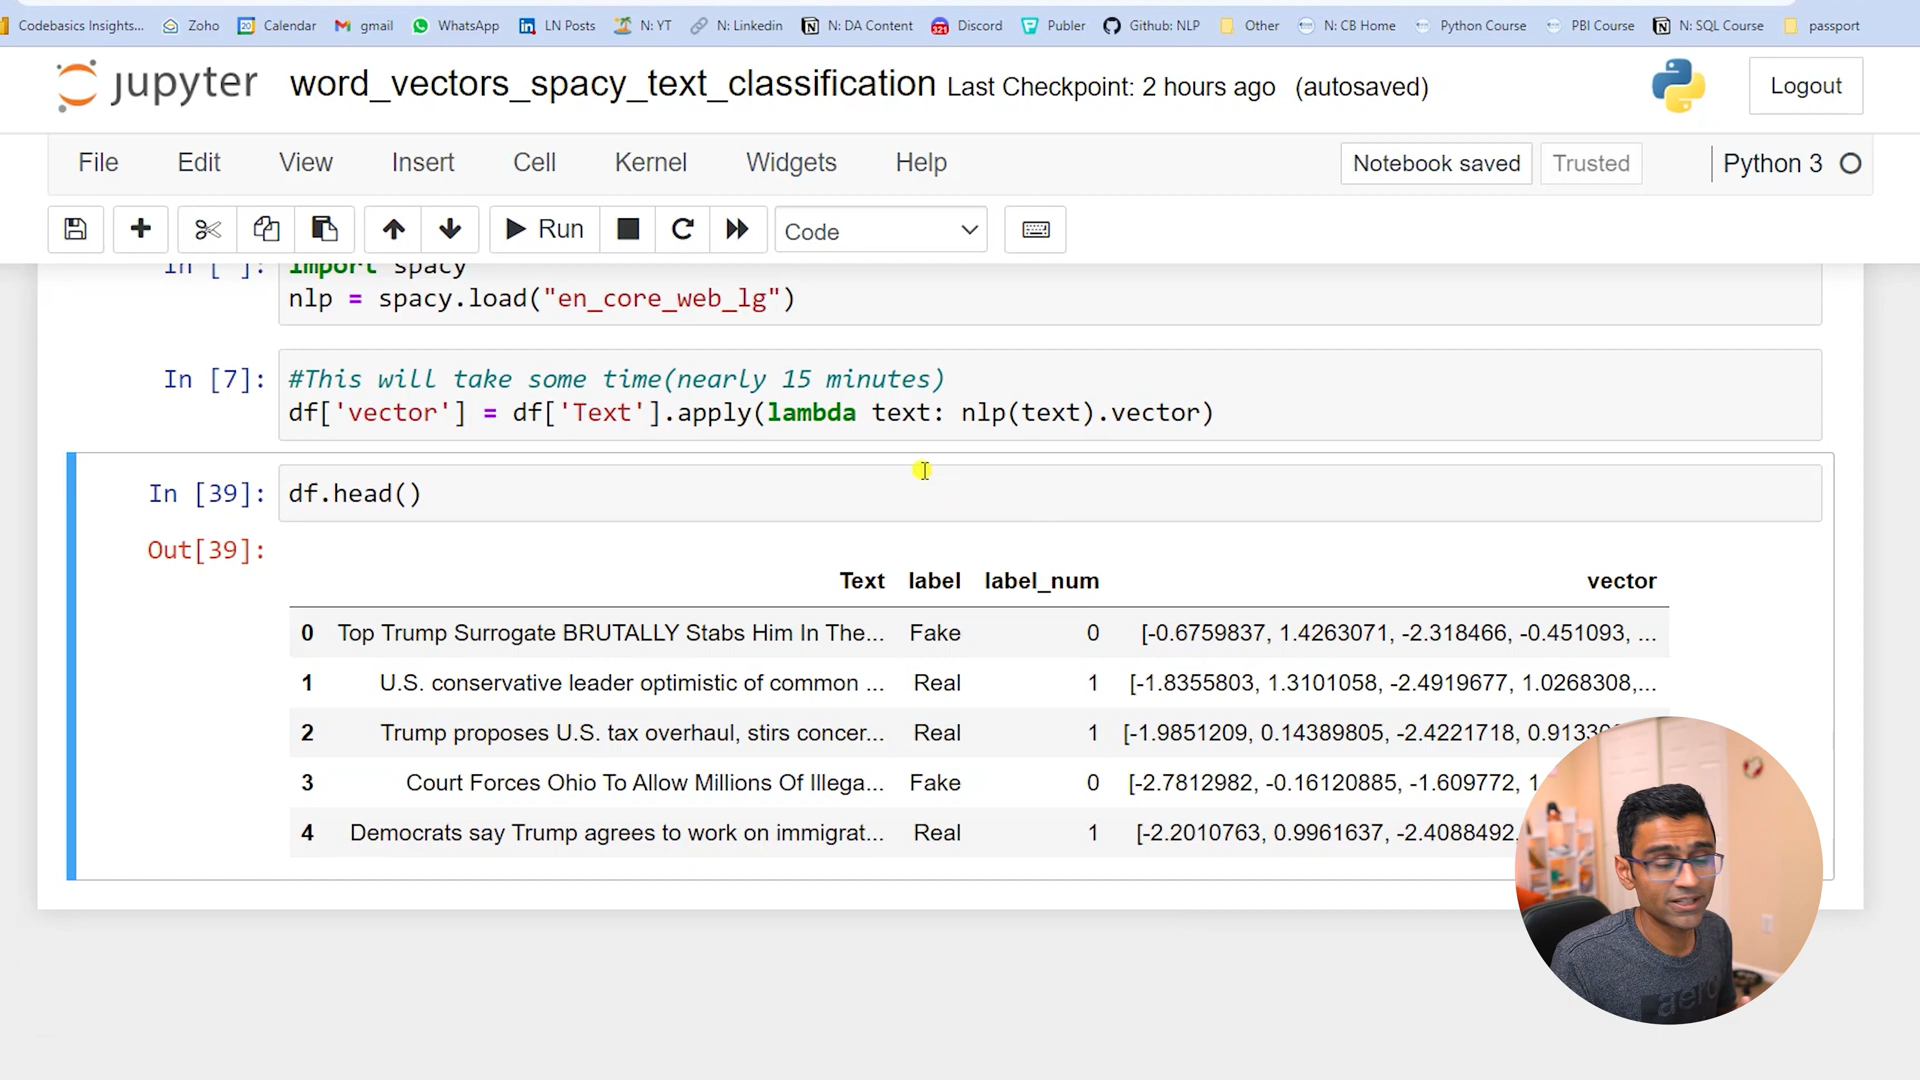 Codebasics Insights... Zoho Calendar gmail WhatsApp LN Posts N: YT N: Linkedin N: DA Content Discord Publer Github: NLP Other N: CB Home Python Course PBI Course N: SQL Course passport
jupyter word_vectors_spacy_text_classification Last Checkpoint: 2 hours ago (autosaved) Logout
File Edit View Insert Cell Kernel Widgets Help Notebook saved Trusted Python 3
Run Code
In [ ]: import spacy
nlp = spacy.load("en_core_web_lg")
In [7]: #This will take some time(nearly 15 minutes)
df['vector'] = df['Text'].apply(lambda text: nlp(text).vector)
In [39]: df.head()
Out[39]:
Text label label_num vector
0 Top Trump Surrogate BRUTALLY Stabs Him In The... Fake 0 [-0.6759837, 1.4263071, -2.318466, -0.451093, ...
1 U.S. conservative leader optimistic of common ... Real 1 [-1.8355803, 1.3101058, -2.4919677, 1.0268308,...
2 Trump proposes U.S. tax overhaul, stirs concer... Real 1 [-1.9851209, 0.14389805, -2.4221718,
3 Court Forces Ohio To Allow Millions Of Illega... Fake 0 [-2.7812982, -0.16120885, -1.609772,
4 Democrats say Trump agrees to work on immigrat... Real 1 [-2.2010763, 0.9961637, -2.4088492,